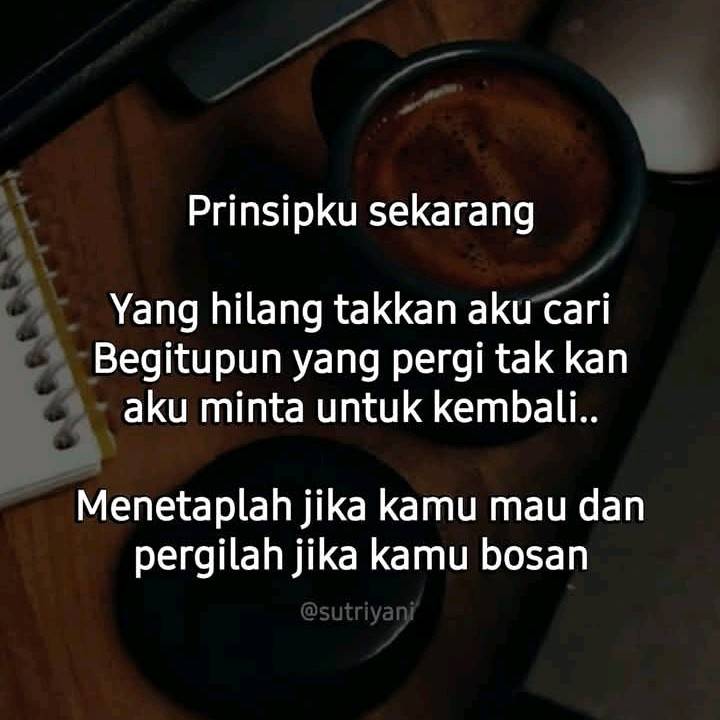 Prinsipku sekarang
Yang hilang takkan aku cari
Begitupun yang pergi tak kan
aku minta untuk kembali..
Menetaplah jika kamu mau dan
pergilah jika kamu bosan
@sutriyani